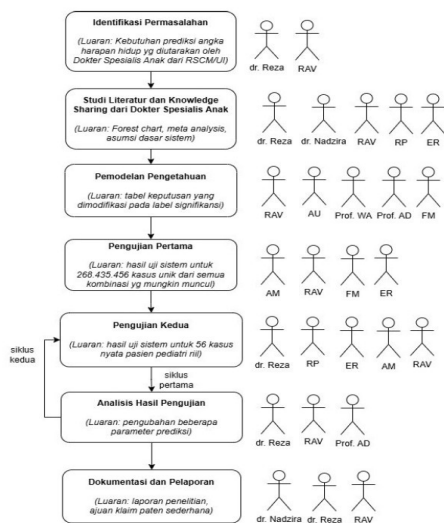 Identifikasi Permasalahan
(Luaran: Kebutuhan prediksi angka
harapan hidup yg diutarakan oleh
Dokter Spesialis Anak dari RSCM/UI)
dr. Reza
RAV
Studi Literatur dan Knowledge
Sharing dari Dokter Spesialis Anak
(Luaran: Forest chart, meta analysis,
asumsi dasar sistem)
dr. Reza
dr. Nadzira
RAV
RP
ER
Pemodelan Pengetahuan
(Luaran: tabel keputusan yang
dimodifikasi pada label signifikansi)
RAV
AU
Prof. WA
Prof. AD
FM
Pengujian Pertama
(Luaran: hasil uji sistem untuk
268.435.456 kasus unik dari semua
kombinasi yg mungkin muncul)
AM
RAV
FM
ER
Pengujian Kedua
(Luaran: hasil uji sistem untuk 56 kasus
nyata pasien pediatri riil)
dr. Reza
RP
ER
AM
RAV
siklus
kedua
siklus
pertama
Analisis Hasil Pengujian
(Luaran: pengubahan beberapa
parameter prediksi)
dr. Reza
RAV
Prof. AD
Dokumentasi dan Pelaporan
(Luaran: laporan penelitian,
ajuan klaim paten sederhana)
dr. Nadzira
dr. Reza
RAV